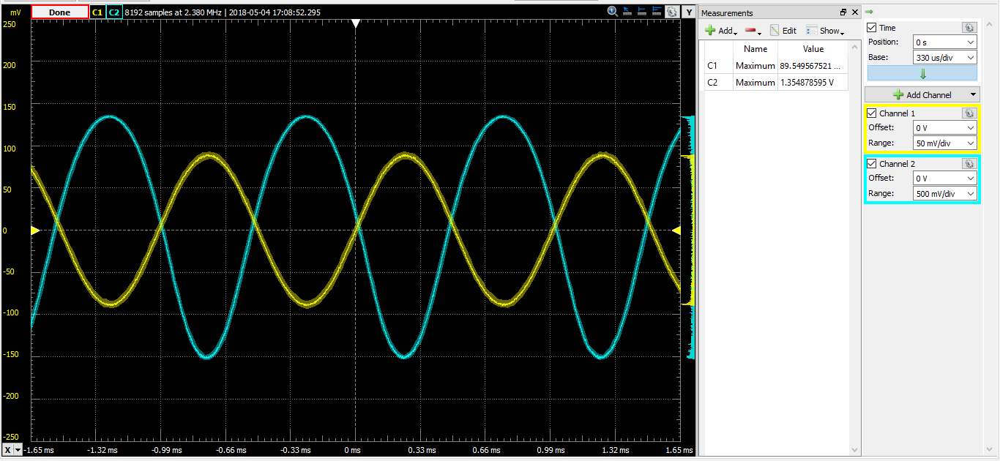 mV Done C1 C2 8192 samples at 2.380 MHz | 2018-05-04 17:08:52.295 Y
250
200
150
100
50
0
-50
-100
-150
-200
-250
X -1.65 ms -1.32 ms -0.99 ms -0.66 ms -0.33 ms 0 ms 0.33 ms 0.66 ms 0.99 ms 1.32 ms 1.65 ms
Measurements
Add Edit Show
Name Value
C1 Maximum 89.549567521 ...
C2 Maximum 1.354878595 V
Time
Position: 0 s
Base: 330 us/div
Add Channel
Channel 1
Offset: 0 V
Range: 50 mV/div
Channel 2
Offset: 0 V
Range: 500 mV/div